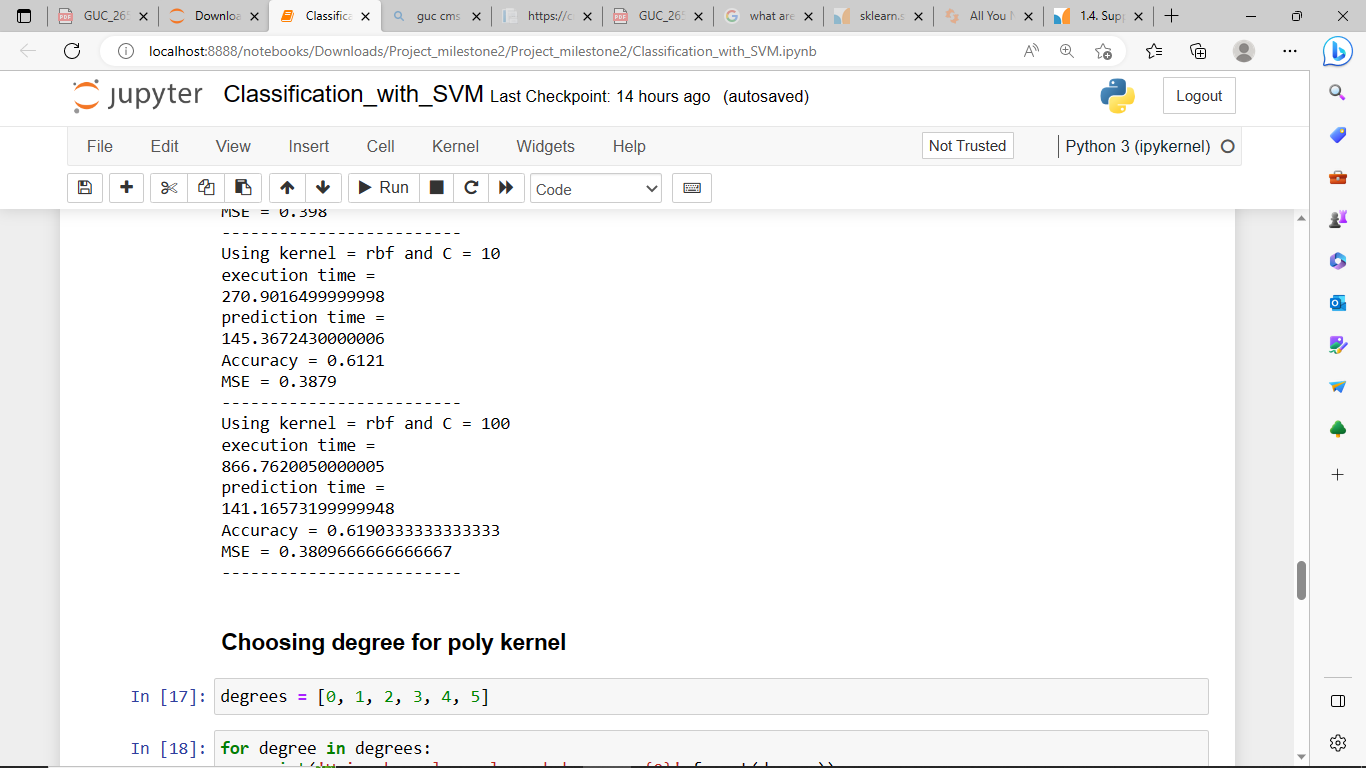 GUC_265
Downloa
Classifica
guc cms
https://c
GUC_265
what are
sklearn.s
All You N
1.4. Supp
localhost:8888/notebooks/Downloads/Project_milestone2/Project_milestone2/Classification_with_SVM.ipynb
jupyter Classification_with_SVM Last Checkpoint: 14 hours ago (autosaved)
Logout
File Edit View Insert Cell Kernel Widgets Help
Not Trusted
Python 3 (ipykernel)
Run
Code
MSE = 0.398
-------------------------
Using kernel = rbf and C = 10
execution time =
270.9016499999998
prediction time =
145.3672430000006
Accuracy = 0.6121
MSE = 0.3879
-------------------------
Using kernel = rbf and C = 100
execution time =
866.7620050000005
prediction time =
141.16573199999948
Accuracy = 0.6190333333333333
MSE = 0.3809666666666667
-------------------------
Choosing degree for poly kernel
In [17]: degrees = [0, 1, 2, 3, 4, 5]
In [18]: for degree in degrees: